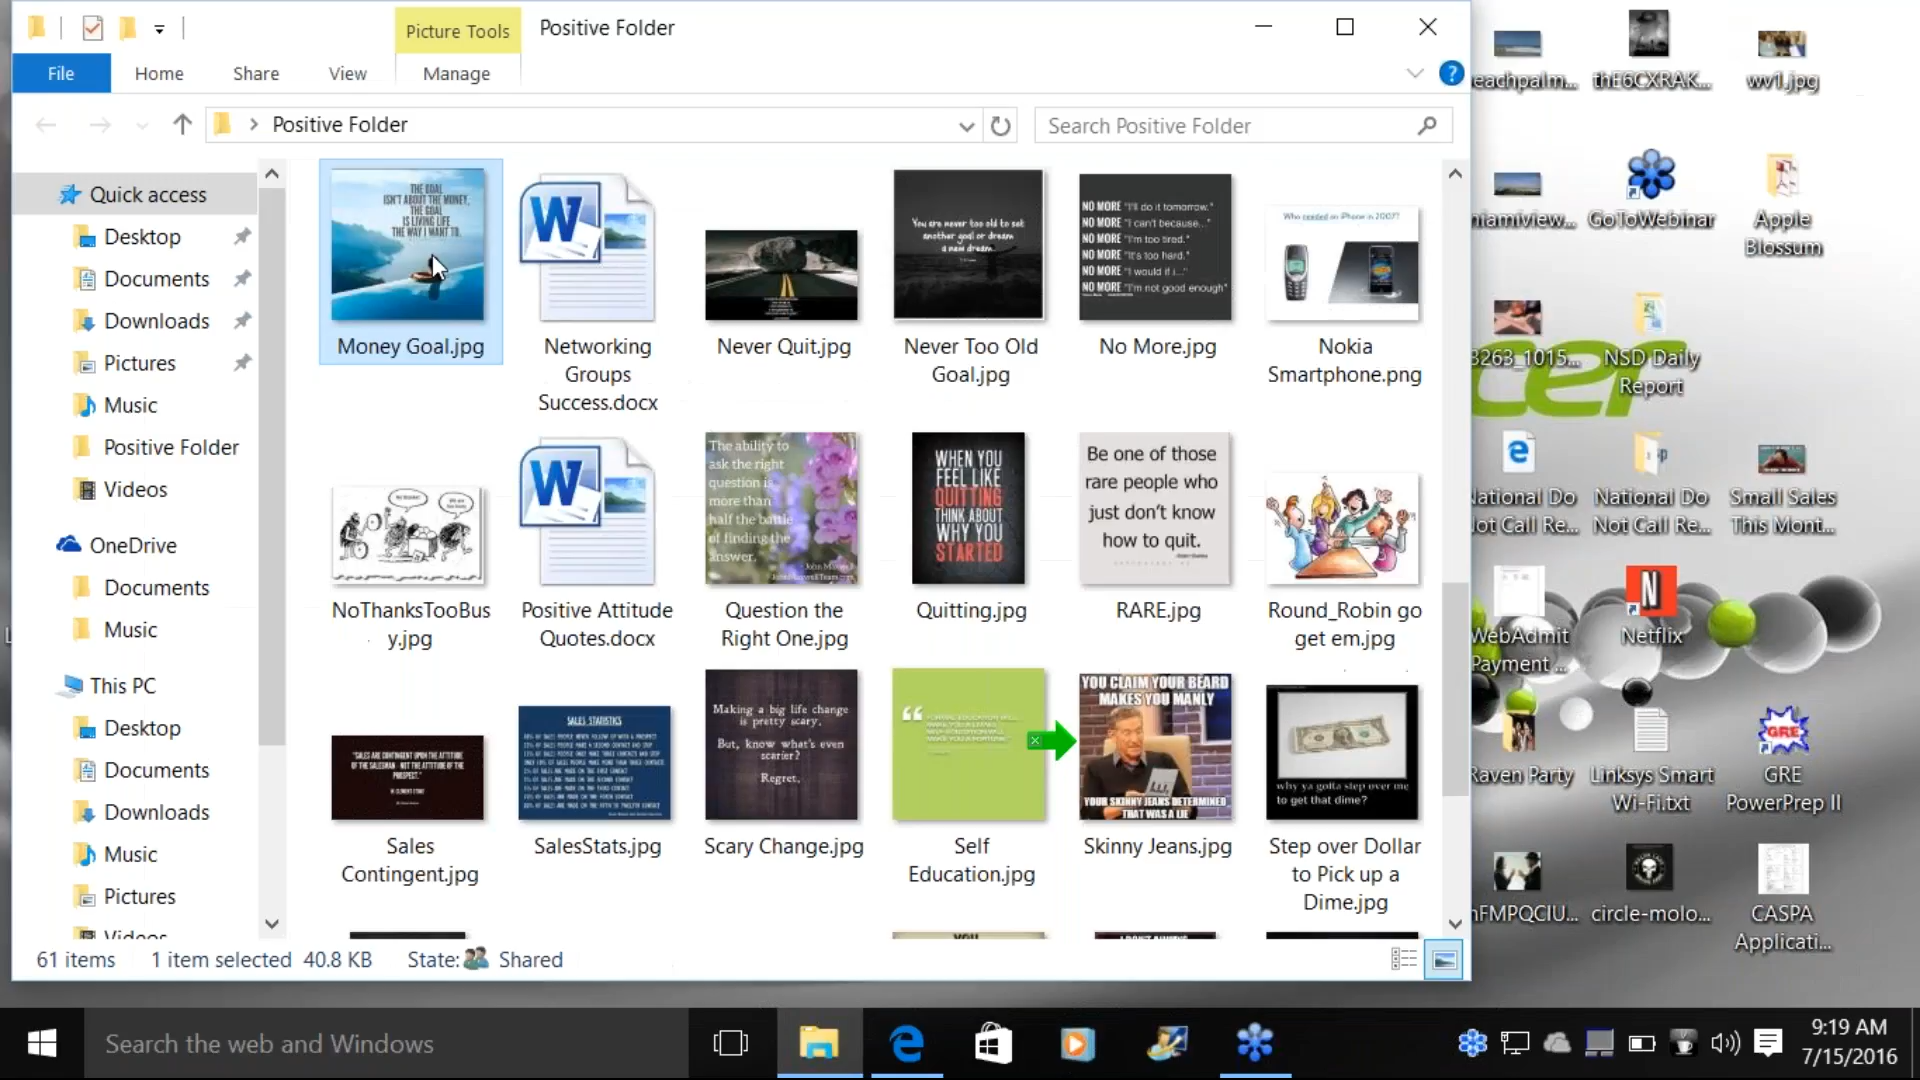 Picture Tools
Positive Folder
File
Home
Share
View
Manage
?
Positive Folder
Search Positive Folder
Quick access
Desktop
Documents
Downloads
Pictures
Music
Positive Folder
Videos
OneDrive
Documents
Music
This PC
Desktop
Documents
Downloads
Music
Pictures
Videos
THE GOAL
ISN'T ABOUT THE MONEY,
THE GOAL
IS LIVING LIFE
THE WAY I WANT TO.
Money Goal.jpg
W
Networking
Groups
Success.docx
Never Quit.jpg
You are never too old to set
another goal or dream
a new dream.
Never Too Old
Goal.jpg
NO MORE "I'll do it tomorrow."
NO MORE "I can't because..."
NO MORE "I'm too tired."
NO MORE "It's too hard."
NO MORE "I would if i..."
NO MORE "I'm not good enough"
No More.jpg
Who needed an iPhone in 2007?
Nokia
Smartphone.png
NoThanksTooBus
y.jpg
W
Positive Attitude
Quotes.docx
The ability to
ask the right
question is
more than
half the battle
of finding the
answer.
- John Maxwell
Question the
Right One.jpg
WHEN YOU
FEEL LIKE
QUITTING
THINK ABOUT
WHY YOU
STARTED
Quitting.jpg
Be one of those
rare people who
just don't know
how to quit.
RARE.jpg
Round_Robin go
get em.jpg
"SALES ARE CONTINGENT UPON THE ATTITUDE
OF THE SALESMAN - NOT THE ATTITUDE OF THE
PROSPECT."
Sales
Contingent.jpg
SALES STATISTICS
SalesStats.jpg
Making a big life change
is pretty scary.
But, know what's even
scarier?
Regret.
Scary Change.jpg
Self
Education.jpg
YOU CLAIM YOUR BEARD
MAKES YOU MANLY
YOUR SKINNY JEANS DETERMINED
THAT WAS A LIE
Skinny Jeans.jpg
why ya gotta step over me
to get that dime?
Step over Dollar
to Pick up a
Dime.jpg
YOU
61 items
1 item selected 40.8 KB
State:
Shared
eachpalm...
thE6CXRAK...
wv1.jpg
miamiview...
GoToWebinar
Apple
Blossum
3263_1015...
NSD Daily
Report
cer
National Do
Not Call Re...
National Do
Not Call Re...
Small Sales
This Mont...
WebAdmit
Payment ...
N
Netflix
Raven Party
Linksys Smart
Wi-Fi.txt
GRE
GRE
PowerPrep II
nFMPQCIU...
circle-molo...
CASPA
Applicati...
Search the web and Windows
9:19 AM
7/15/2016